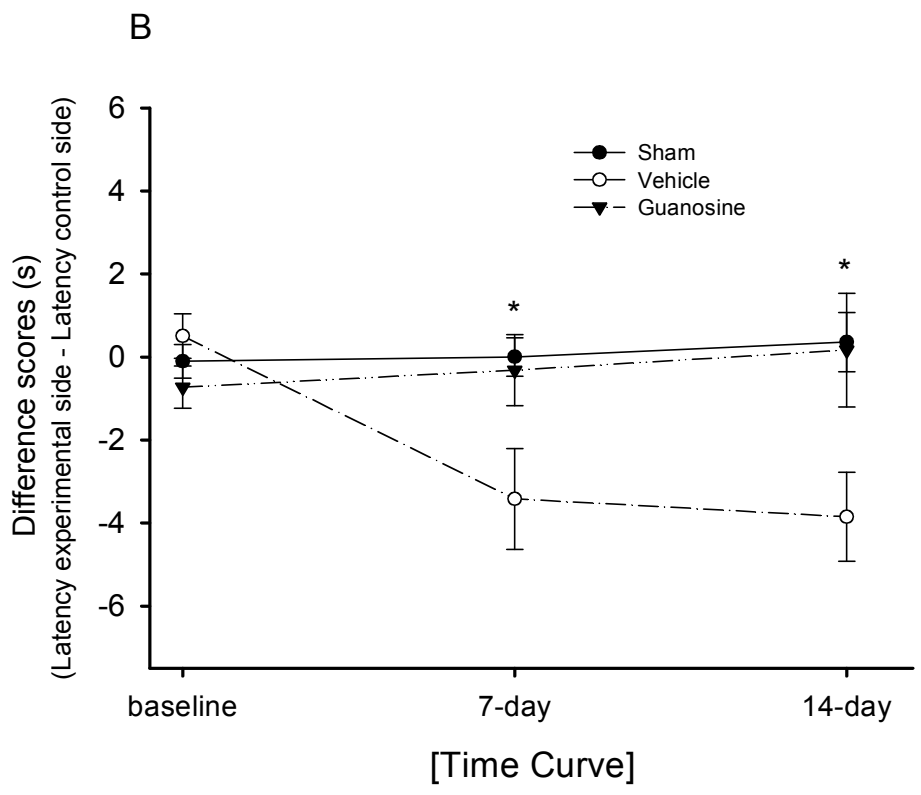 B
Difference scores (s)
(Latency experimental side - Latency control side)
6
4
2
0
-2
-4
-6
Sham
Vehicle
Guanosine
*
*
baseline 7-day 14-day
[Time Curve]